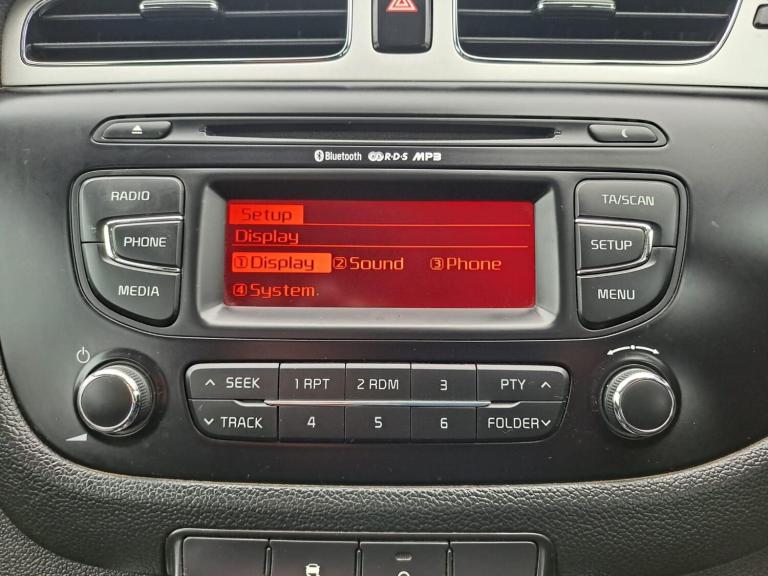 Bluetooth R·D·S MP3
RADIO
PHONE
MEDIA
Setup
Display
①Display ②Sound ③Phone
④System
TA/SCAN
SETUP
MENU
SEEK 1 RPT 2 RDM 3 PTY
TRACK 4 5 6 FOLDER